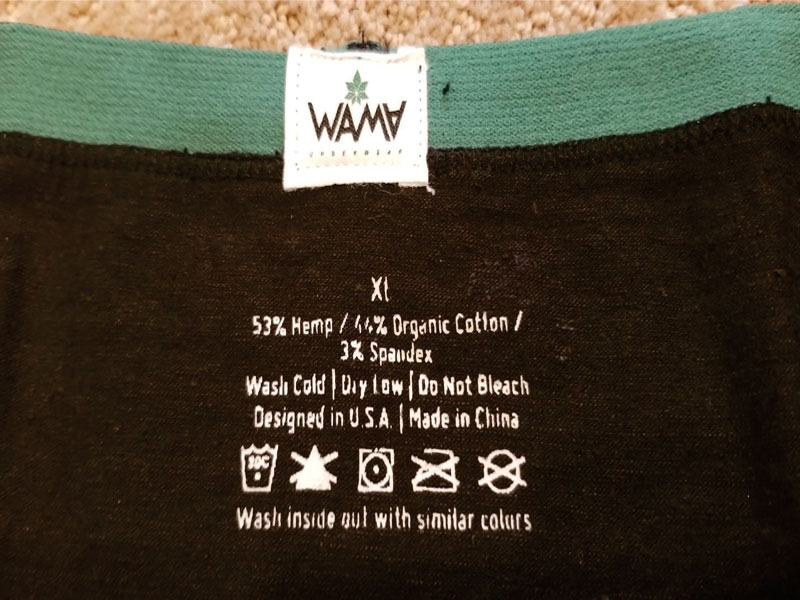 WAMA
UNDERWEAR
XL
53% Hemp / 44% Organic Cotton /
3% Spandex
Wash Cold | Dry Low | Do Not Bleach
Designed in U.S.A. | Made in China
30C
Wash inside out with similar colors